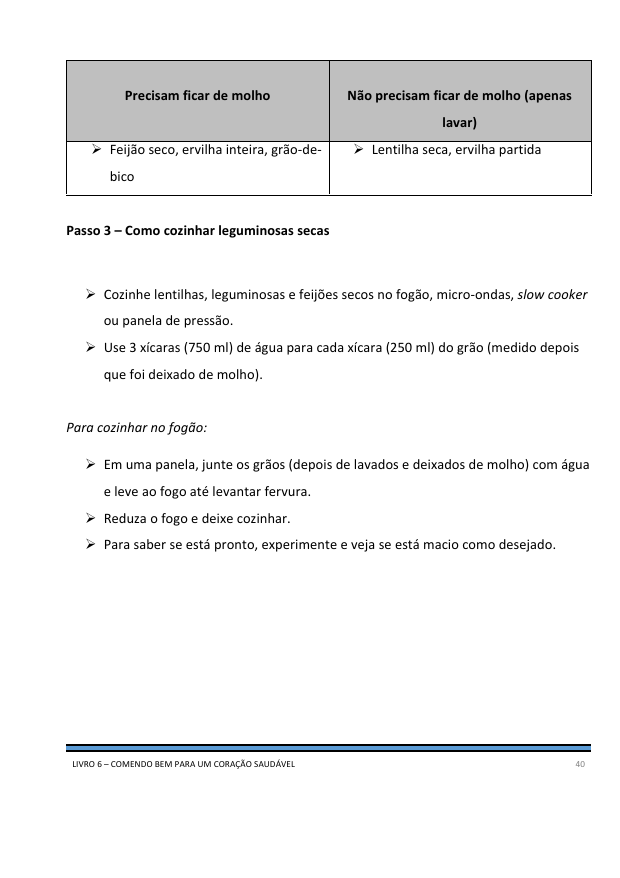 Precisam ficar de molho
Não precisam ficar de molho (apenas
lavar)
➢ Feijão seco, ervilha inteira, grão-de-
bico
➢ Lentilha seca, ervilha partida
Passo 3 – Como cozinhar leguminosas secas
➢ Cozinhe lentilhas, leguminosas e feijões secos no fogão, micro-ondas, slow cooker
ou panela de pressão.
➢ Use 3 xícaras (750 ml) de água para cada xícara (250 ml) do grão (medido depois
que foi deixado de molho).
Para cozinhar no fogão:
➢ Em uma panela, junte os grãos (depois de lavados e deixados de molho) com água
e leve ao fogo até levantar fervura.
➢ Reduza o fogo e deixe cozinhar.
➢ Para saber se está pronto, experimente e veja se está macio como desejado.
LIVRO 6 – COMENDO BEM PARA UM CORAÇÃO SAUDÁVEL 40